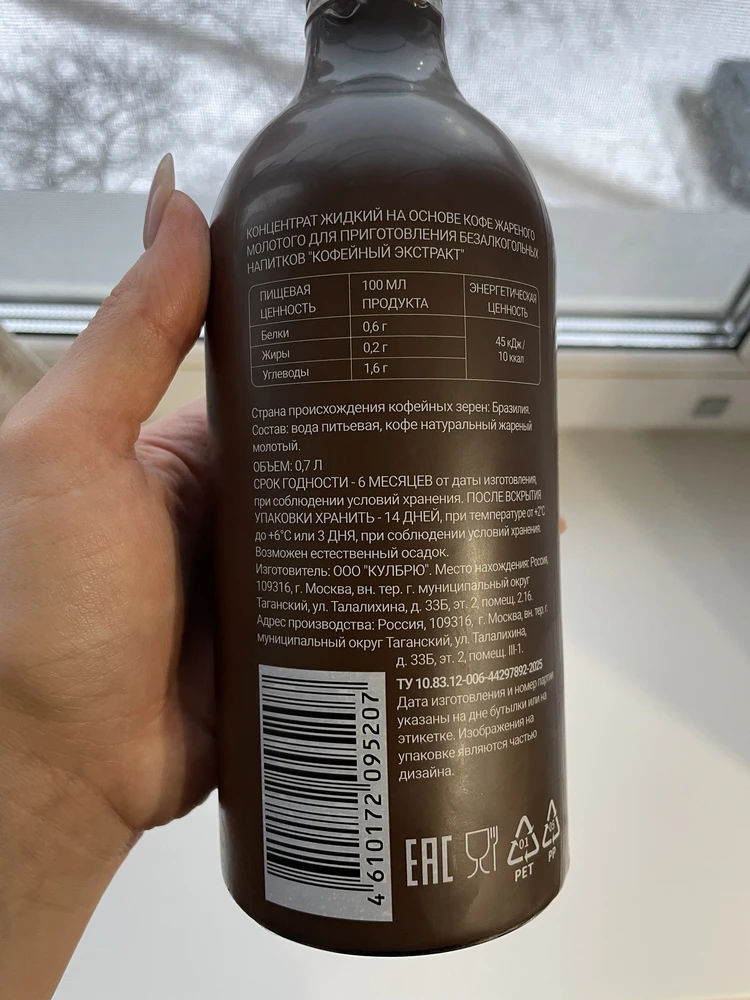 КОНЦЕНТРАТ ЖИДКИЙ НА ОСНОВЕ КОФЕ ЖАРЕНОГО
МОЛОТОГО ДЛЯ ПРИГОТОВЛЕНИЯ БЕЗАЛКОГОЛЬНЫХ
НАПИТКОВ "КОФЕЙНЫЙ ЭКСТРАКТ"
ПИЩЕВАЯ ЦЕННОСТЬ 100 МЛ ПРОДУКТА ЭНЕРГЕТИЧЕСКАЯ ЦЕННОСТЬ
Белки 0,6 г
Жиры 0,2 г
Углеводы 1,6 г
45 кДж /
10 ккал
Страна происхождения кофейных зерен: Бразилия.
Состав: вода питьевая, кофе натуральный жареный
молотый.
ОБЪЕМ: 0,7 Л
СРОК ГОДНОСТИ - 6 МЕСЯЦЕВ от даты изготовления,
при соблюдении условий хранения. ПОСЛЕ ВСКРЫТИЯ
УПАКОВКИ ХРАНИТЬ - 14 ДНЕЙ, при температуре от +2°С
до +6°С или 3 ДНЯ, при соблюдении условий хранения.
Возможен естественный осадок.
Изготовитель: ООО "КУЛБРЮ". Место нахождения: Россия,
109316, г. Москва, вн. тер. г. муниципальный округ
Таганский, ул. Талалихина, д. 33Б, эт. 2, помещ. 2.16.
Адрес производства: Россия, 109316, г. Москва, вн. тер. г.
муниципальный округ Таганский, ул. Талалихина,
д. 33Б, эт. 2, помещ. III-1.
ТУ 10.83.12-006-44297892-2025
Дата изготовления и номер партии
указаны на дне бутылки или на
этикетке. Изображения на
упаковке являются частью
дизайна.
4 610172 095207
EAC
01
PET
05
PP